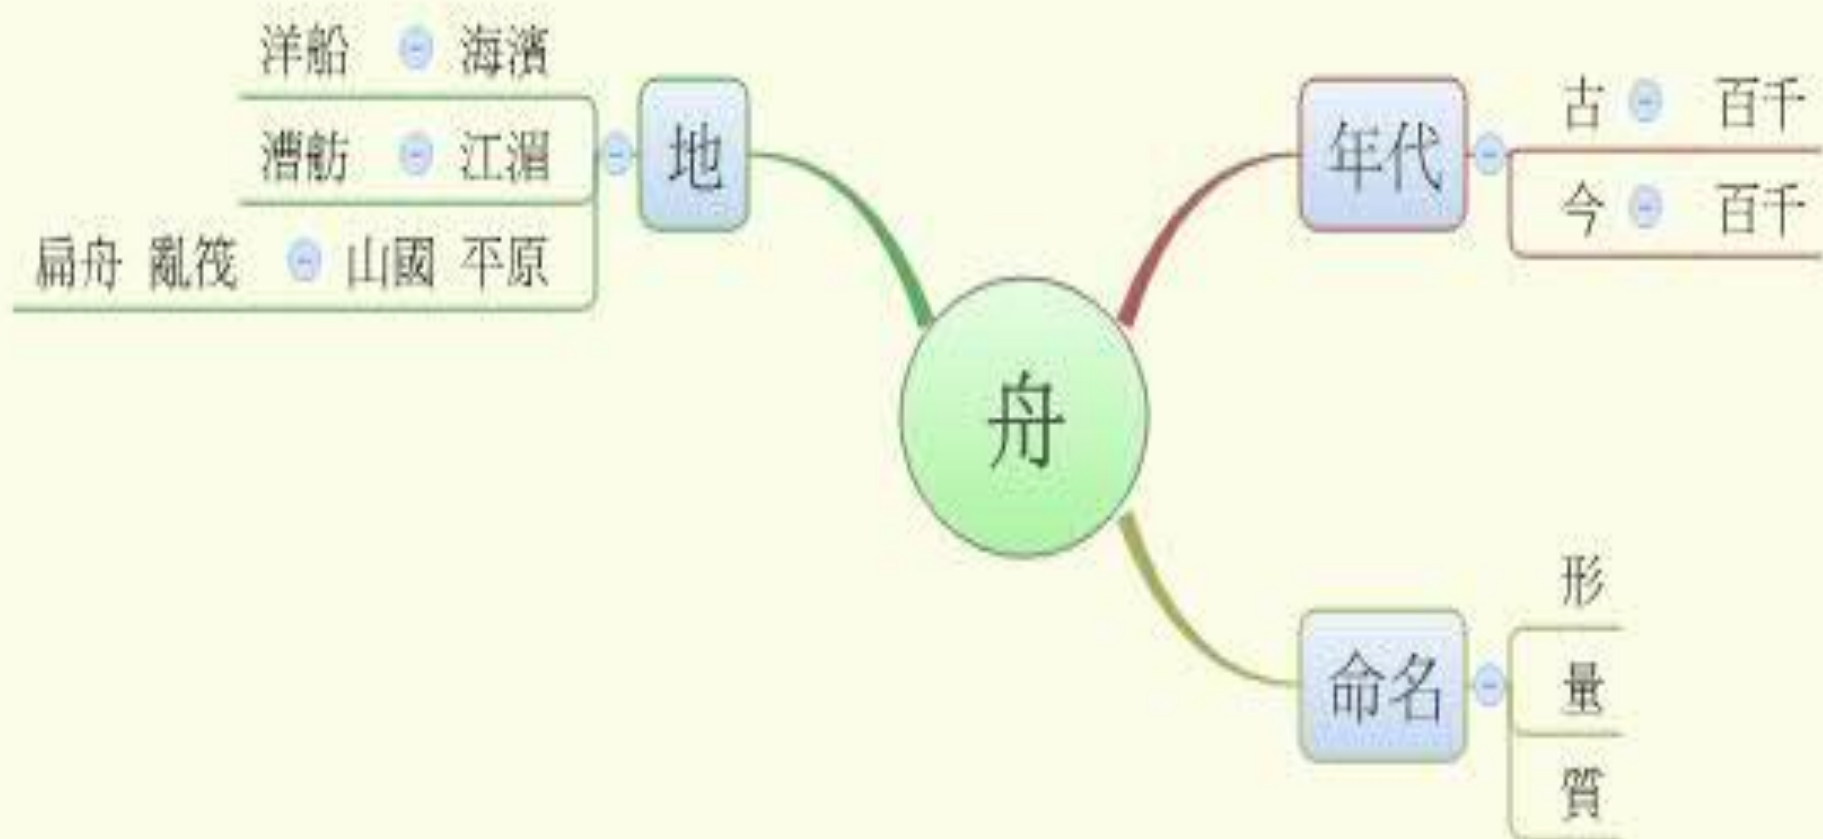 舟
地
海濱 洋船
江湄 漕舫
山國 平原 扁舟 亂筏
年代
古 百千
今 百千
命名
形
量
質